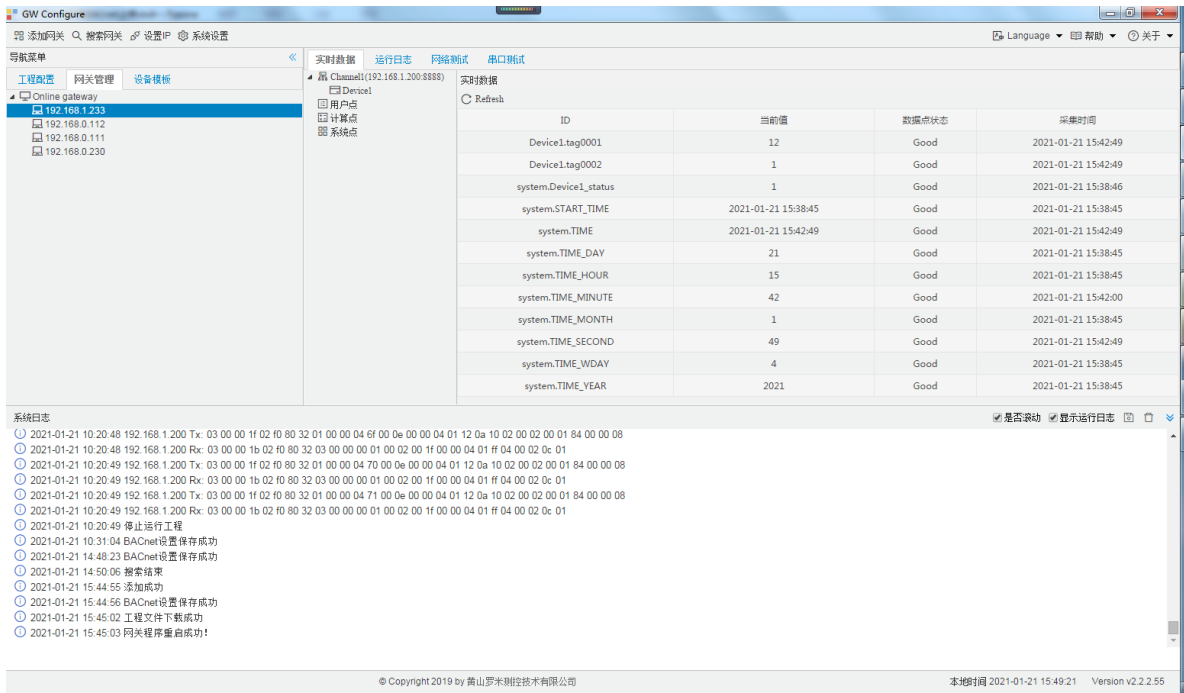 GW Configure
添加网关 搜索网关 设置IP 系统设置 Language 帮助 关于
导航菜单
工程配置 网关管理 设备模板
Online gateway
192.168.1.233
192.168.0.112
192.168.0.111
192.168.0.230
实时数据 运行日志 网络测试 串口测试
Channel1(192.168.1.200:8888)
Device1
用户点
计算点
系统点
实时数据
Refresh
ID 当前值 数据点状态 采集时间
Device1.tag0001 12 Good 2021-01-21 15:42:49
Device1.tag0002 1 Good 2021-01-21 15:42:49
system.Device1_status 1 Good 2021-01-21 15:38:46
system.START_TIME 2021-01-21 15:38:45 Good 2021-01-21 15:38:45
system.TIME 2021-01-21 15:42:49 Good 2021-01-21 15:42:49
system.TIME_DAY 21 Good 2021-01-21 15:38:45
system.TIME_HOUR 15 Good 2021-01-21 15:38:45
system.TIME_MINUTE 42 Good 2021-01-21 15:42:00
system.TIME_MONTH 1 Good 2021-01-21 15:38:45
system.TIME_SECOND 49 Good 2021-01-21 15:42:49
system.TIME_WDAY 4 Good 2021-01-21 15:38:45
system.TIME_YEAR 2021 Good 2021-01-21 15:38:45
系统日志 是否滚动 显示运行日志
2021-01-21 10:20:48 192.168.1.200 Tx: 03 00 00 1f 02 f0 80 32 01 00 00 04 6f 00 0e 00 00 04 01 12 0a 10 02 00 02 00 01 84 00 00 08
2021-01-21 10:20:48 192.168.1.200 Rx: 03 00 00 1b 02 f0 80 32 03 00 00 00 01 00 02 00 1f 00 00 04 01 ff 04 00 02 0c 01
2021-01-21 10:20:49 192.168.1.200 Tx: 03 00 00 1f 02 f0 80 32 01 00 00 04 70 00 0e 00 00 04 01 12 0a 10 02 00 02 00 01 84 00 00 08
2021-01-21 10:20:49 192.168.1.200 Rx: 03 00 00 1b 02 f0 80 32 03 00 00 00 01 00 02 00 1f 00 00 04 01 ff 04 00 02 0c 01
2021-01-21 10:20:49 192.168.1.200 Tx: 03 00 00 1f 02 f0 80 32 01 00 00 04 71 00 0e 00 00 04 01 12 0a 10 02 00 02 00 01 84 00 00 08
2021-01-21 10:20:49 192.168.1.200 Rx: 03 00 00 1b 02 f0 80 32 03 00 00 00 01 00 02 00 1f 00 00 04 01 ff 04 00 02 0c 01
2021-01-21 10:20:49 停止运行工程
2021-01-21 10:31:04 BACnet设置保存成功
2021-01-21 14:48:23 BACnet设置保存成功
2021-01-21 14:50:06 搜索结束
2021-01-21 15:44:55 添加成功
2021-01-21 15:44:56 BACnet设置保存成功
2021-01-21 15:45:02 工程文件下载成功
2021-01-21 15:45:03 网关程序重启成功!
© Copyright 2019 by 黄山罗米测控技术有限公司 本地时间 2021-01-21 15:49:21 Version v2.2.2.55